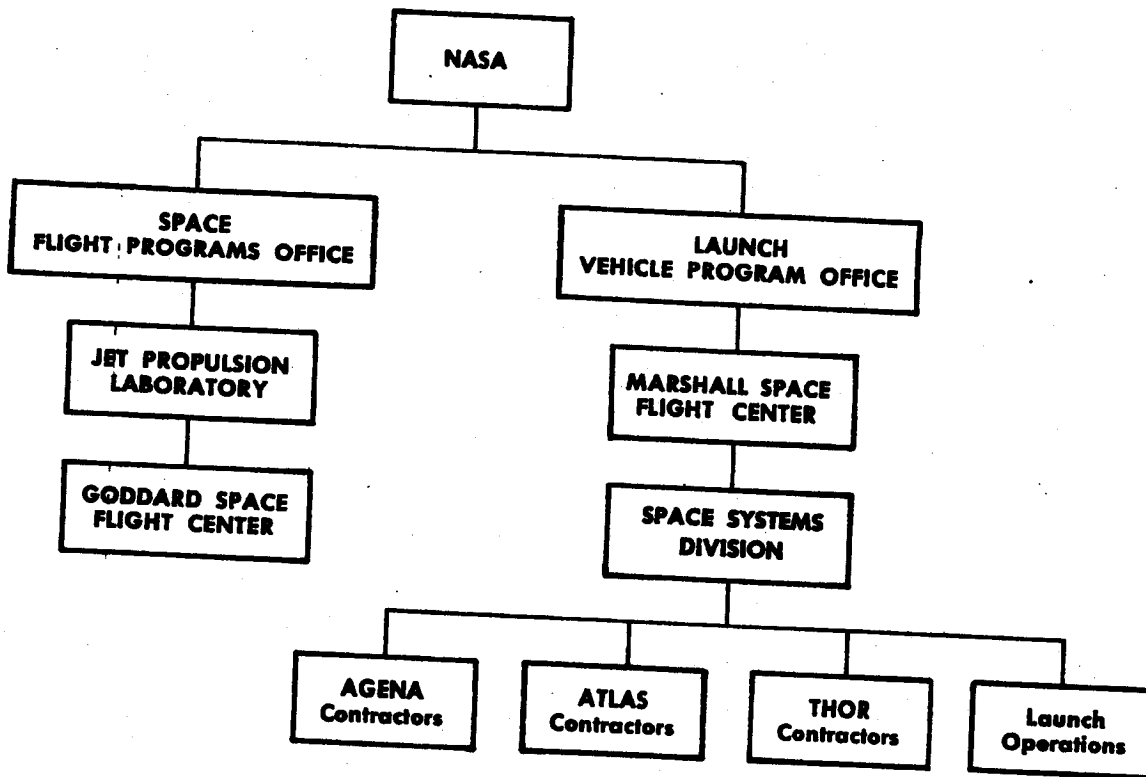 NASA
SPACE
FLIGHT PROGRAMS OFFICE
LAUNCH
VEHICLE PROGRAM OFFICE
JET PROPULSION
LABORATORY
MARSHALL SPACE
FLIGHT CENTER
GODDARD SPACE
FLIGHT CENTER
SPACE SYSTEMS
DIVISION
AGENA
Contractors
ATLAS
Contractors
THOR
Contractors
Launch
Operations